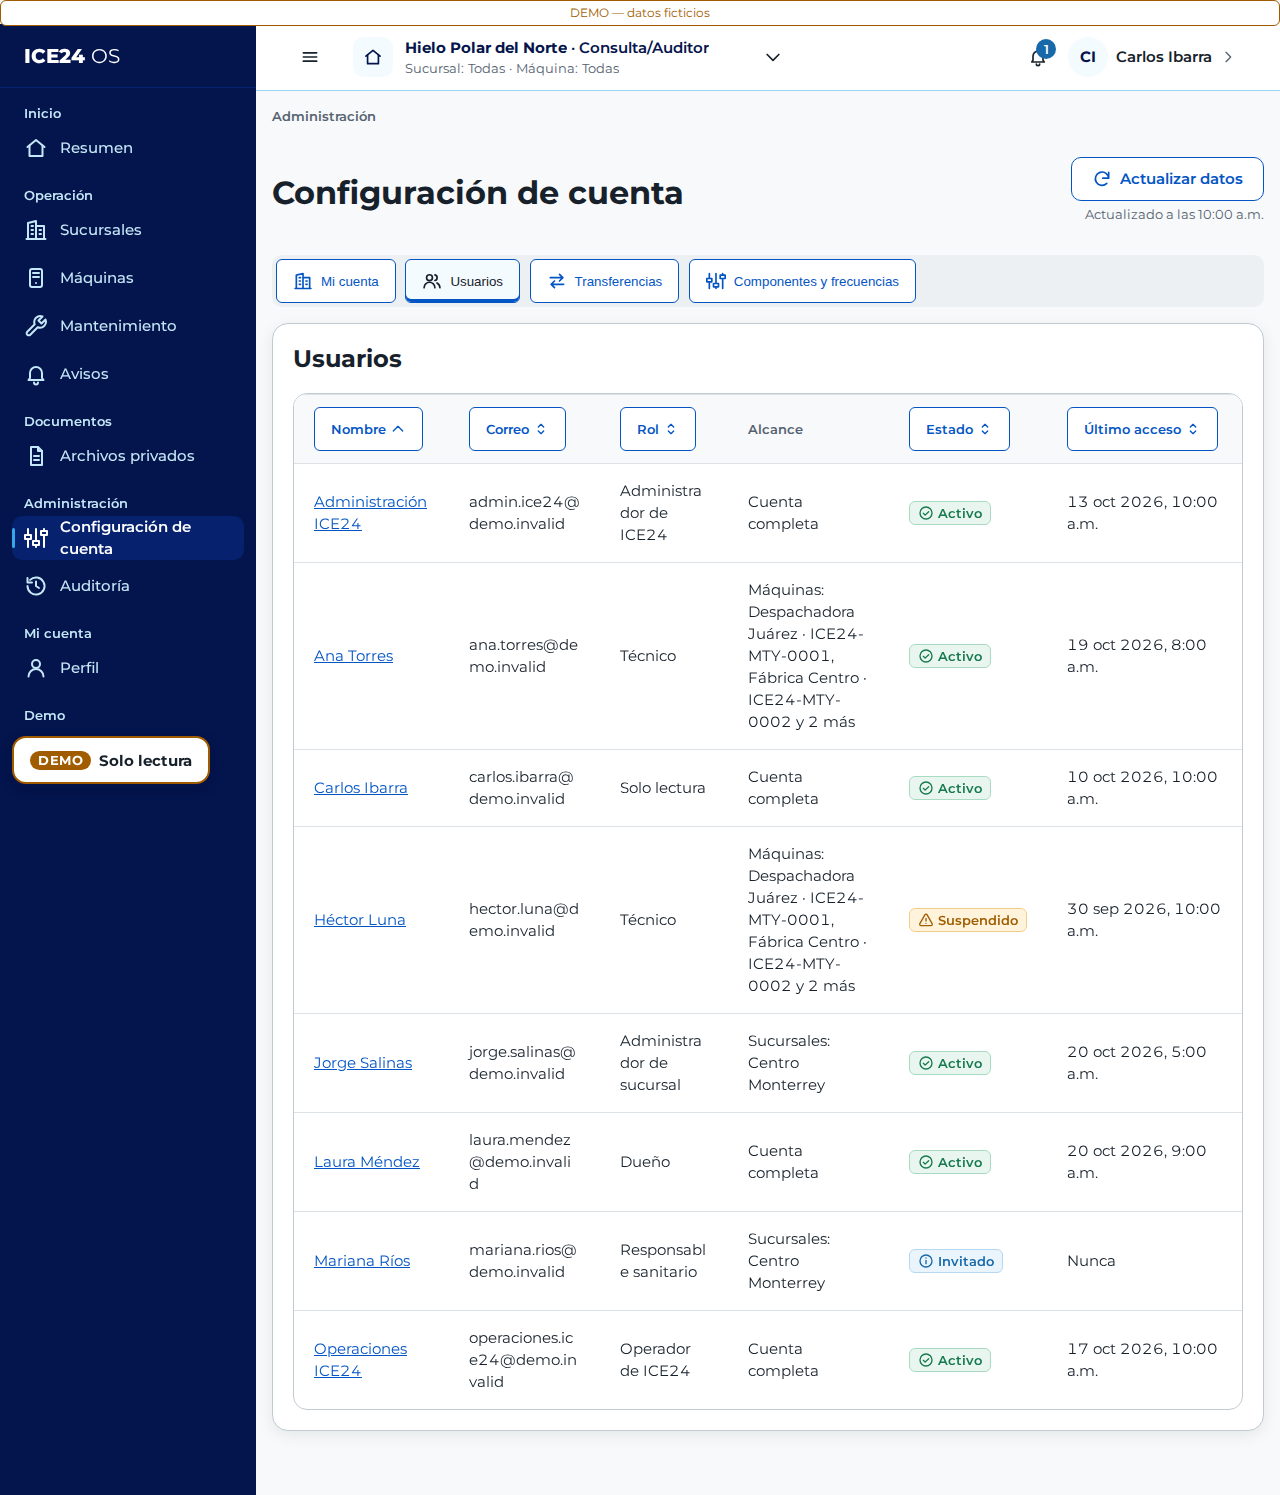 DEMO — datos ficticios
ICE24 OS
Inicio
Resumen
Operación
Sucursales
Máquinas
Mantenimiento
Avisos
Documentos
Archivos privados
Administración
Configuración de
cuenta
Auditoría
Mi cuenta
Perfil
Demo
DEMO Solo lectura
Hielo Polar del Norte · Consulta/Auditor
Sucursal: Todas · Máquina: Todas
1
CI Carlos Ibarra
Administración
Configuración de cuenta
Actualizar datos
Actualizado a las 10:00 a.m.
Mi cuenta Usuarios Transferencias Componentes y frecuencias
Usuarios
Nombre Correo Rol Alcance Estado Último acceso
Administración
ICE24
admin.ice24@
demo.invalid
Administra
dor de
ICE24
Cuenta
completa
Activo
13 oct 2026, 10:00
a.m.
Ana Torres
ana.torres@de
mo.invalid
Técnico
Máquinas:
Despachadora
Juárez · ICE24-
MTY-0001,
Fábrica Centro ·
ICE24-MTY-
0002 y 2 más
Activo
19 oct 2026, 8:00
a.m.
Carlos Ibarra
carlos.ibarra@
demo.invalid
Solo lectura
Cuenta
completa
Activo
10 oct 2026, 10:00
a.m.
Héctor Luna
hector.luna@d
emo.invalid
Técnico
Máquinas:
Despachadora
Juárez · ICE24-
MTY-0001,
Fábrica Centro ·
ICE24-MTY-
0002 y 2 más
Suspendido
30 sep 2026, 10:00
a.m.
Jorge Salinas
jorge.salinas@
demo.invalid
Administra
dor de
sucursal
Sucursales:
Centro
Monterrey
Activo
20 oct 2026, 5:00
a.m.
Laura Méndez
laura.mendez
@demo.invali
d
Dueño
Cuenta
completa
Activo
20 oct 2026, 9:00
a.m.
Mariana Ríos
mariana.rios@
demo.invalid
Responsabl
e sanitario
Sucursales:
Centro
Monterrey
Invitado
Nunca
Operaciones
ICE24
operaciones.ic
e24@demo.in
valid
Operador
de ICE24
Cuenta
completa
Activo
17 oct 2026, 10:00
a.m.